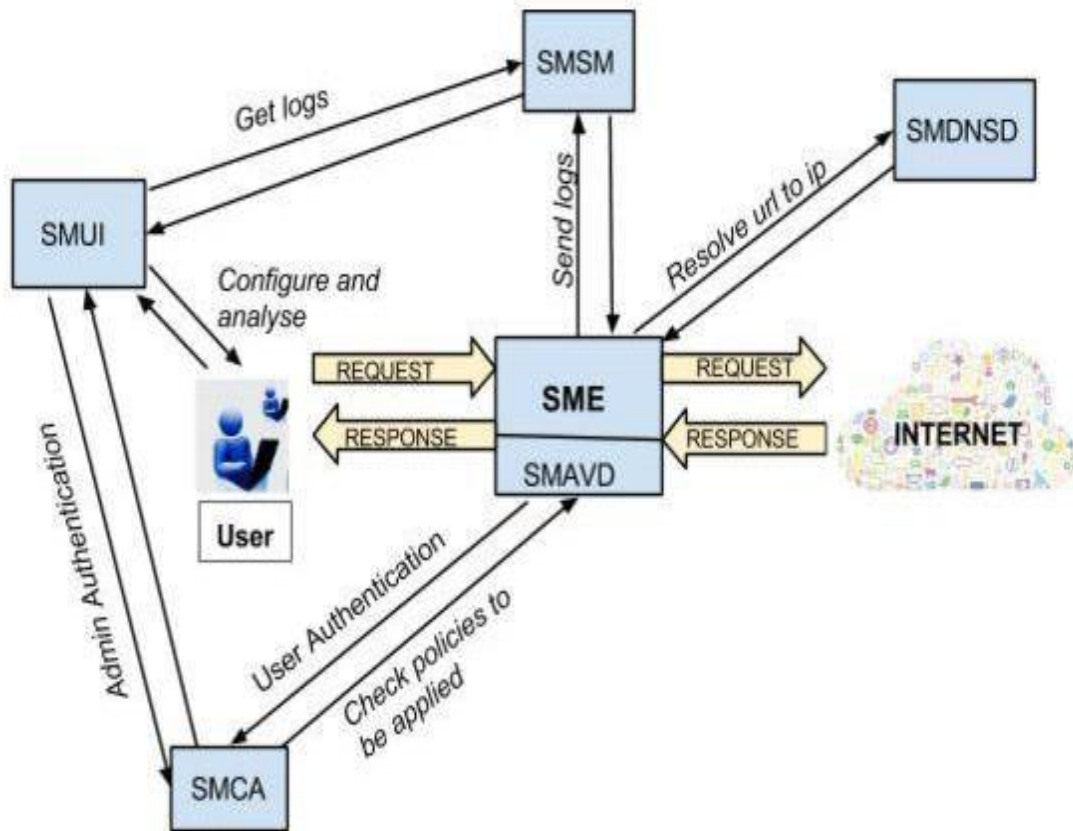 SMSM
Get logs
SMDNSD
SMUI
Send logs
Resolve url to ip
Configure and
analyse
REQUEST
REQUEST
SME
RESPONSE
RESPONSE
INTERNET
SMAVD
User
Admin Authentication
User Authentication
Check policies to
be applied
SMCA